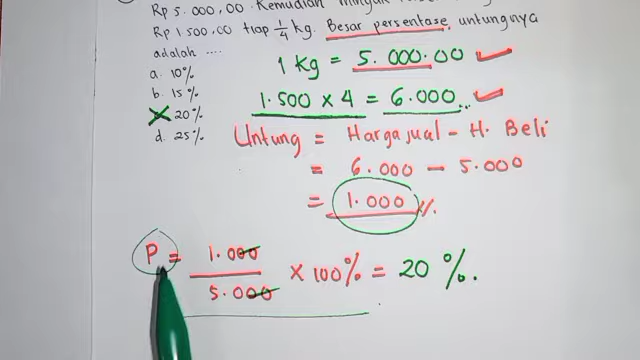 Rp 5.000,00. Kemudian minyak
Rp 1.500,00 tiap 1/4 kg. Besar persentase untungnya
adalah ....
a. 10%
b. 15%
20%
d. 25%
1 Kg = 5.000.00
1.500 x 4 = 6.000..
Untung = Harga jual - H. Beli
= 6.000 - 5.000
= 1.000
P = 1.000 / 5.000 x 100% = 20 %.